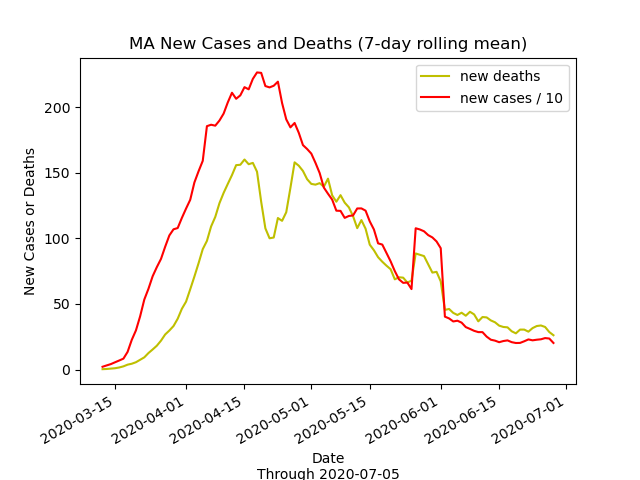 MA New Cases and Deaths (7-day rolling mean)
new deaths
new cases / 10
200
150
100
50
0
New Cases or Deaths
2020-03-15
2020-04-01
2020-04-15
2020-05-01
2020-05-15
2020-06-01
2020-06-15
2020-07-01
Date
Through 2020-07-05